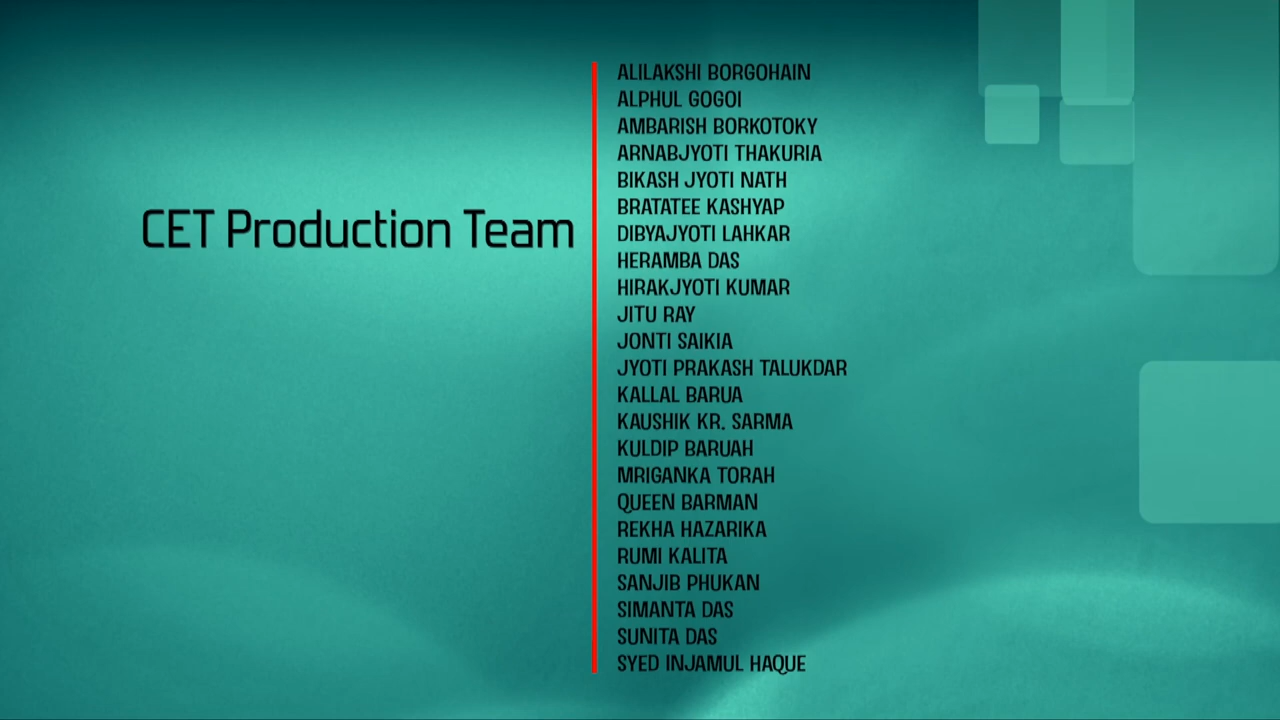 CET Production Team
ALILAKSHI BORGOHAIN
ALPHUL GOGOI
AMBARISH BORKOTOKY
ARNABJYOTI THAKURIA
BIKASH JYOTI NATH
BRATATEE KASHYAP
DIBYAJYOTI LAHKAR
HERAMBA DAS
HIRAKJYOTI KUMAR
JITU RAY
JONTI SAIKIA
JYOTI PRAKASH TALUKDAR
KALLAL BARUA
KAUSHIK KR. SARMA
KULDIP BARUAH
MRIGANKA TORAH
QUEEN BARMAN
REKHA HAZARIKA
RUMI KALITA
SANJIB PHUKAN
SIMANTA DAS
SUNITA DAS
SYED INJAMUL HAQUE